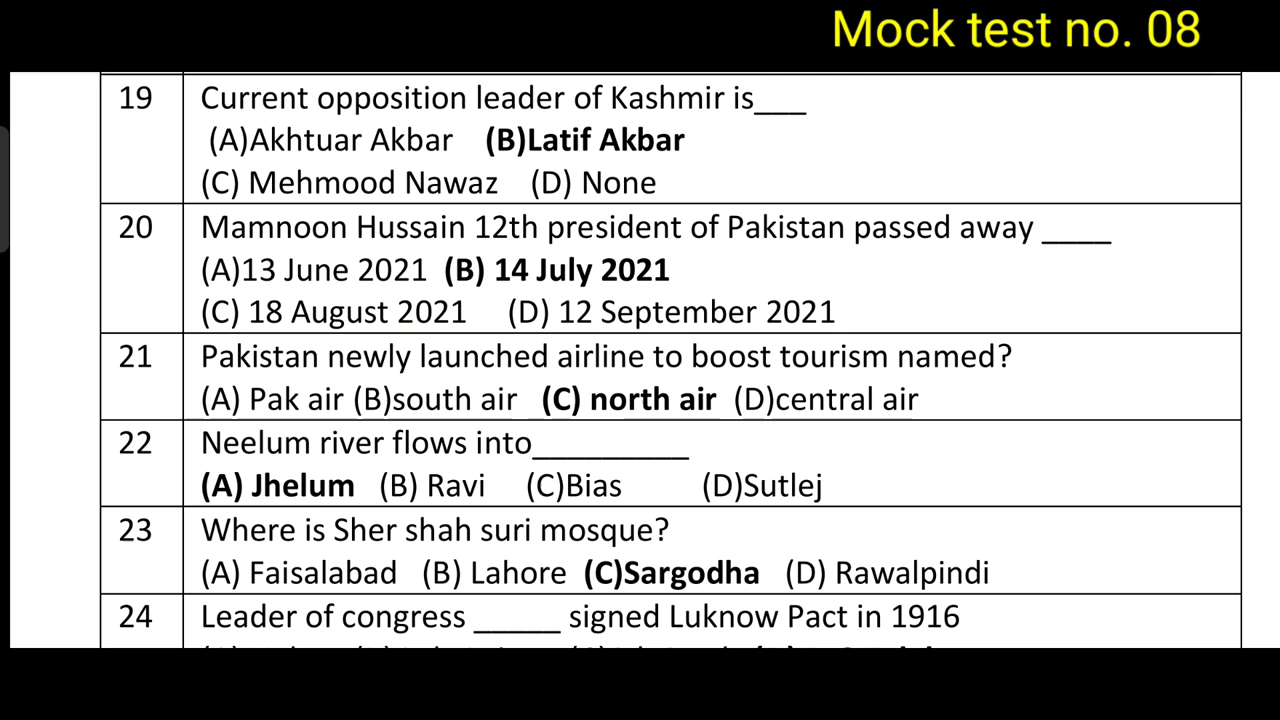 Mock test no. 08
19 Current opposition leader of Kashmir is___
(A)Akhtuar Akbar (B)Latif Akbar
(C) Mehmood Nawaz (D) None
20 Mamnoon Hussain 12th president of Pakistan passed away ____
(A)13 June 2021 (B) 14 July 2021
(C) 18 August 2021 (D) 12 September 2021
21 Pakistan newly launched airline to boost tourism named?
(A) Pak air (B)south air (C) north air (D)central air
22 Neelum river flows into_________
(A) Jhelum (B) Ravi (C)Bias (D)Sutlej
23 Where is Sher shah suri mosque?
(A) Faisalabad (B) Lahore (C)Sargodha (D) Rawalpindi
24 Leader of congress _____ signed Luknow Pact in 1916